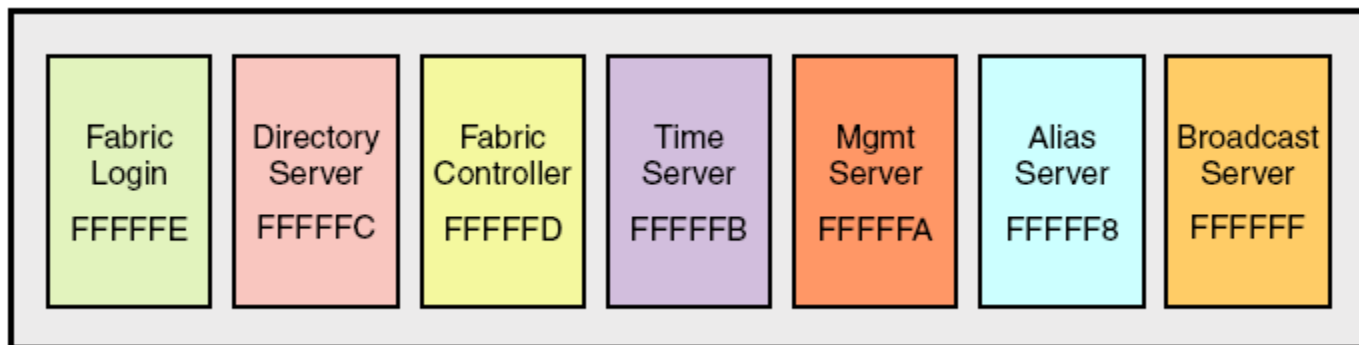 Fabric
Login
FFFFFE
Directory
Server
FFFFFC
Fabric
Controller
FFFFFD
Time
Server
FFFFFB
Mgmt
Server
FFFFFA
Alias
Server
FFFFF8
Broadcast
Server
FFFFFF